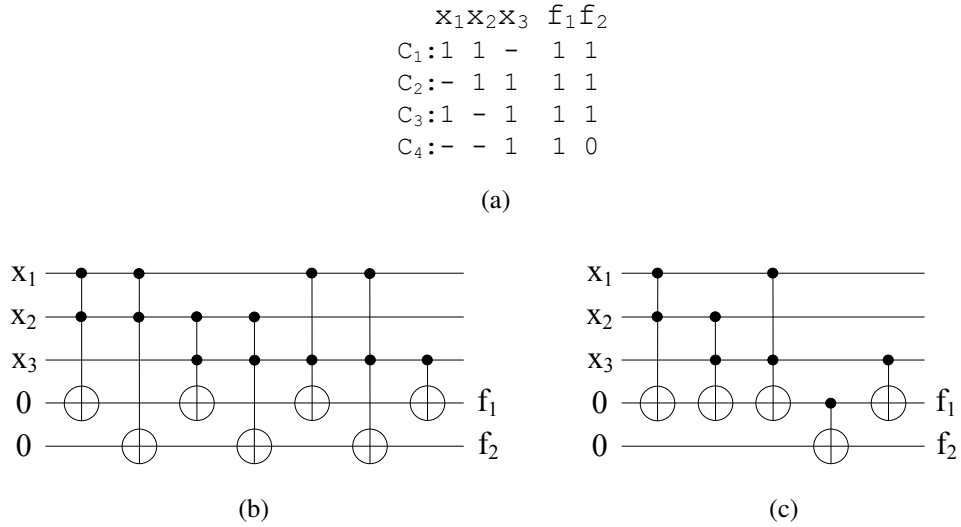 x₁x₂x₃ f₁f₂
C₁:1 1 - 1 1
C₂:- 1 1 1 1
C₃:1 - 1 1 1
C₄:- - 1 1 0
(a)
x₁
x₂
x₃
0 f₁
0 f₂
(b)
x₁
x₂
x₃
0 f₁
0 f₂
(c)